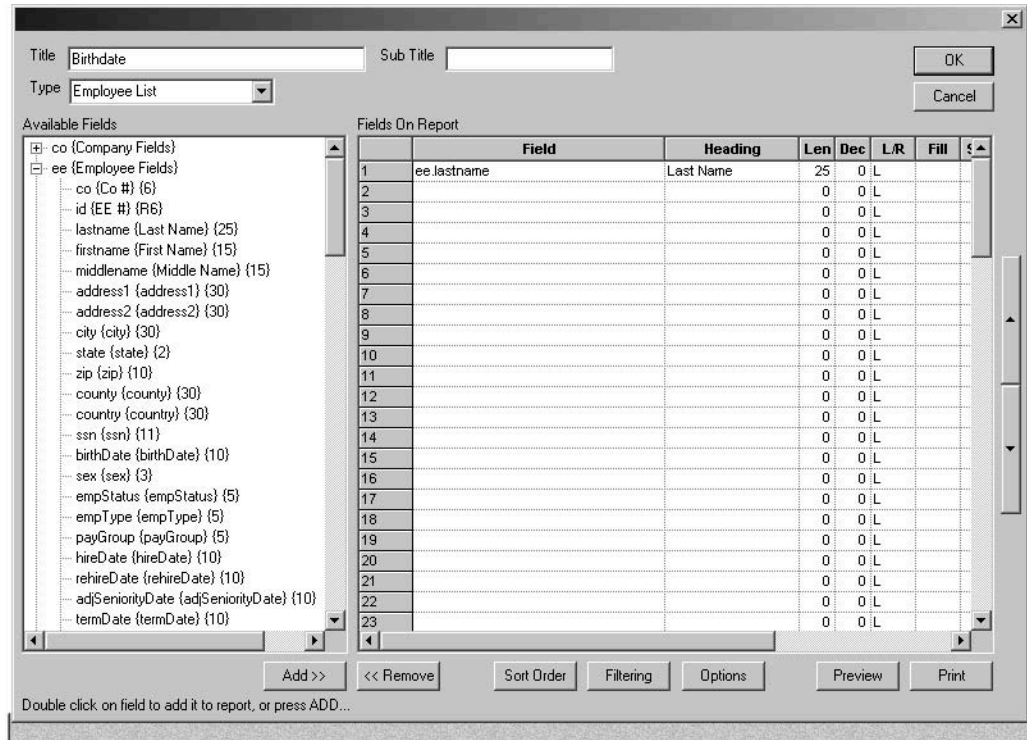 Title Birthdate Sub Title OK
Type Employee List Cancel
Available Fields Fields On Report
co {Company Fields} Field Heading Len Dec L/R Fill
ee {Employee Fields} 1 ee.lastname Last Name 25 0 L
co {Co #} {6} 2 0 0 L
id {EE #} {R6} 3 0 0 L
lastname {Last Name} {25} 4 0 0 L
firstname {First Name} {15} 5 0 0 L
middlename {Middle Name} {15} 6 0 0 L
address1 {address1} {30} 7 0 0 L
address2 {address2} {30} 8 0 0 L
city {city} {30} 9 0 0 L
state {state} {2} 10 0 0 L
zip {zip} {10} 11 0 0 L
county {county} {30} 12 0 0 L
country {country} {30} 13 0 0 L
ssn {ssn} {11} 14 0 0 L
birthDate {birthDate} {10} 15 0 0 L
sex {sex} {3} 16 0 0 L
empStatus {empStatus} {5} 17 0 0 L
empType {empType} {5} 18 0 0 L
payGroup {payGroup} {5} 19 0 0 L
hireDate {hireDate} {10} 20 0 0 L
rehireDate {rehireDate} {10} 21 0 0 L
adjSeniorityDate {adjSeniorityDate} {10} 22 0 0 L
termDate {termDate} {10} 23 0 0 L
Add >> << Remove Sort Order Filtering Options Preview Print
Double click on field to add it to report, or press ADD...